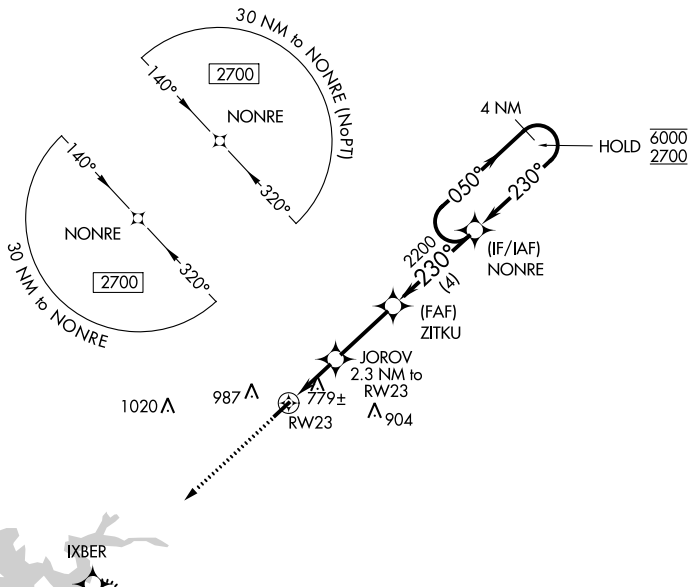 30 NM to NONRE (NoPT)
140°
2700
NONRE
320°
140°
NONRE
2700
320°
30 NM to NONRE
4 NM
HOLD 6000
2700
050°
230°
(IF/IAF)
NONRE
2200
230°
(4)
(FAF)
ZITKU
JOROV
2.3 NM to
RW23
1020
987
779±
904
RW23
IXBER